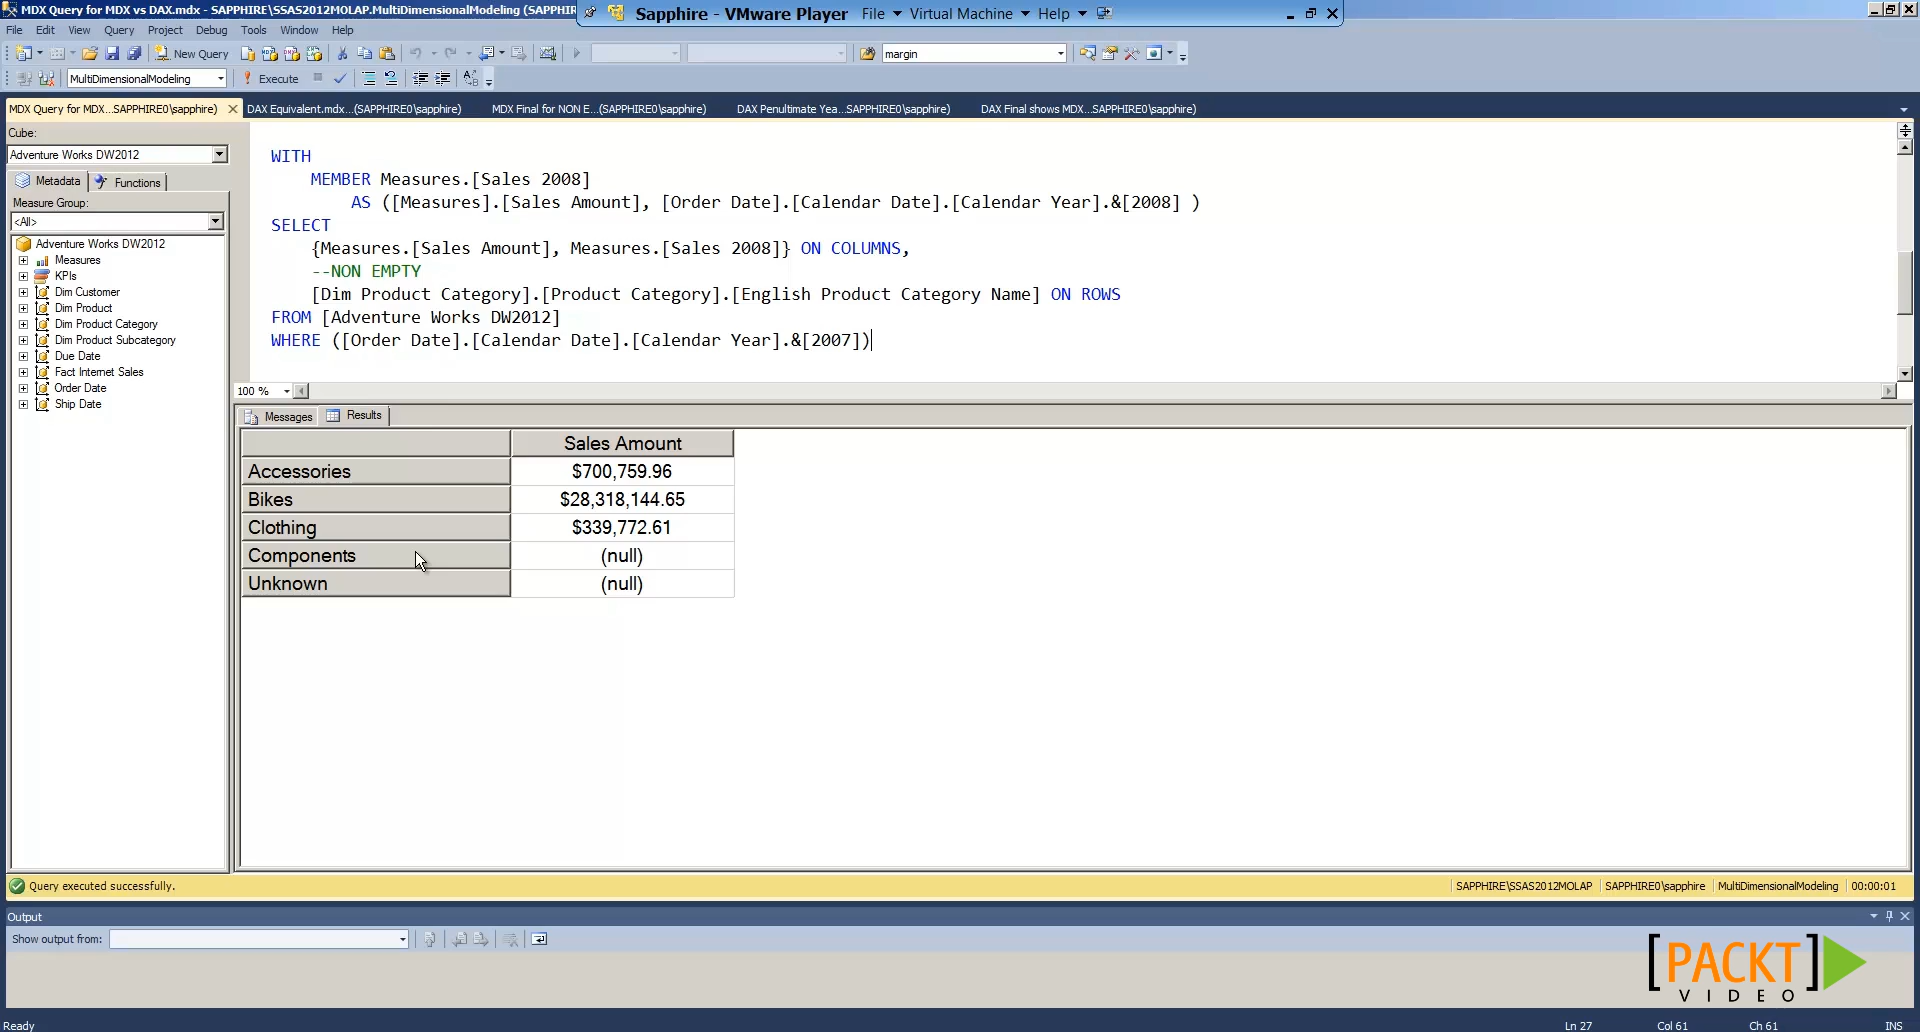 MDX Query for MDX vs DAX.mdx - SAPPHIRE\SSAS2012MOLAP.MultiDimensionalModeling (SAPPHIR
Sapphire - VMware Player File Virtual Machine Help
File Edit View Query Project Debug Tools Window Help
New Query margin
MultiDimensionalModeling Execute
MDX Query for MDX...SAPPHIRE0\sapphire) DAX Equivalent.mdx...(SAPPHIRE0\sapphire) MDX Final for NON E...(SAPPHIRE0\sapphire) DAX Penultimate Yea...SAPPHIRE0\sapphire) DAX Final shows MDX...SAPPHIRE0\sapphire)
Cube:
Adventure Works DW2012
Metadata Functions
Measure Group:
<All>
Adventure Works DW2012
Measures
KPIs
Dim Customer
Dim Product
Dim Product Category
Dim Product Subcategory
Due Date
Fact Internet Sales
Order Date
Ship Date
WITH
MEMBER Measures.[Sales 2008]
AS ([Measures].[Sales Amount], [Order Date].[Calendar Date].[Calendar Year].&[2008] )
SELECT
{Measures.[Sales Amount], Measures.[Sales 2008]} ON COLUMNS,
--NON EMPTY
[Dim Product Category].[Product Category].[English Product Category Name] ON ROWS
FROM [Adventure Works DW2012]
WHERE ([Order Date].[Calendar Date].[Calendar Year].&[2007])
100 %
Messages Results
Sales Amount
Accessories $700,759.96
Bikes $28,318,144.65
Clothing $339,772.61
Components (null)
Unknown (null)
Query executed successfully. SAPPHIRE\SSAS2012MOLAP SAPPHIRE0\sapphire MultiDimensionalModeling 00:00:01
Output
Show output from:
[PACKT]
VIDEO
Ready Ln 27 Col 61 Ch 61 INS